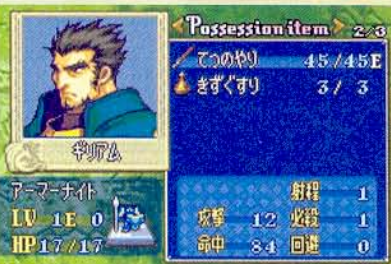 Possession item 2/3
てつのやり 45/45E
きずぐすり 3/ 3
ギリアム
アーマーナイト
LV 1E 0
HP17/17
射程 1
攻撃 12 必殺 1
命中 84 回避 0